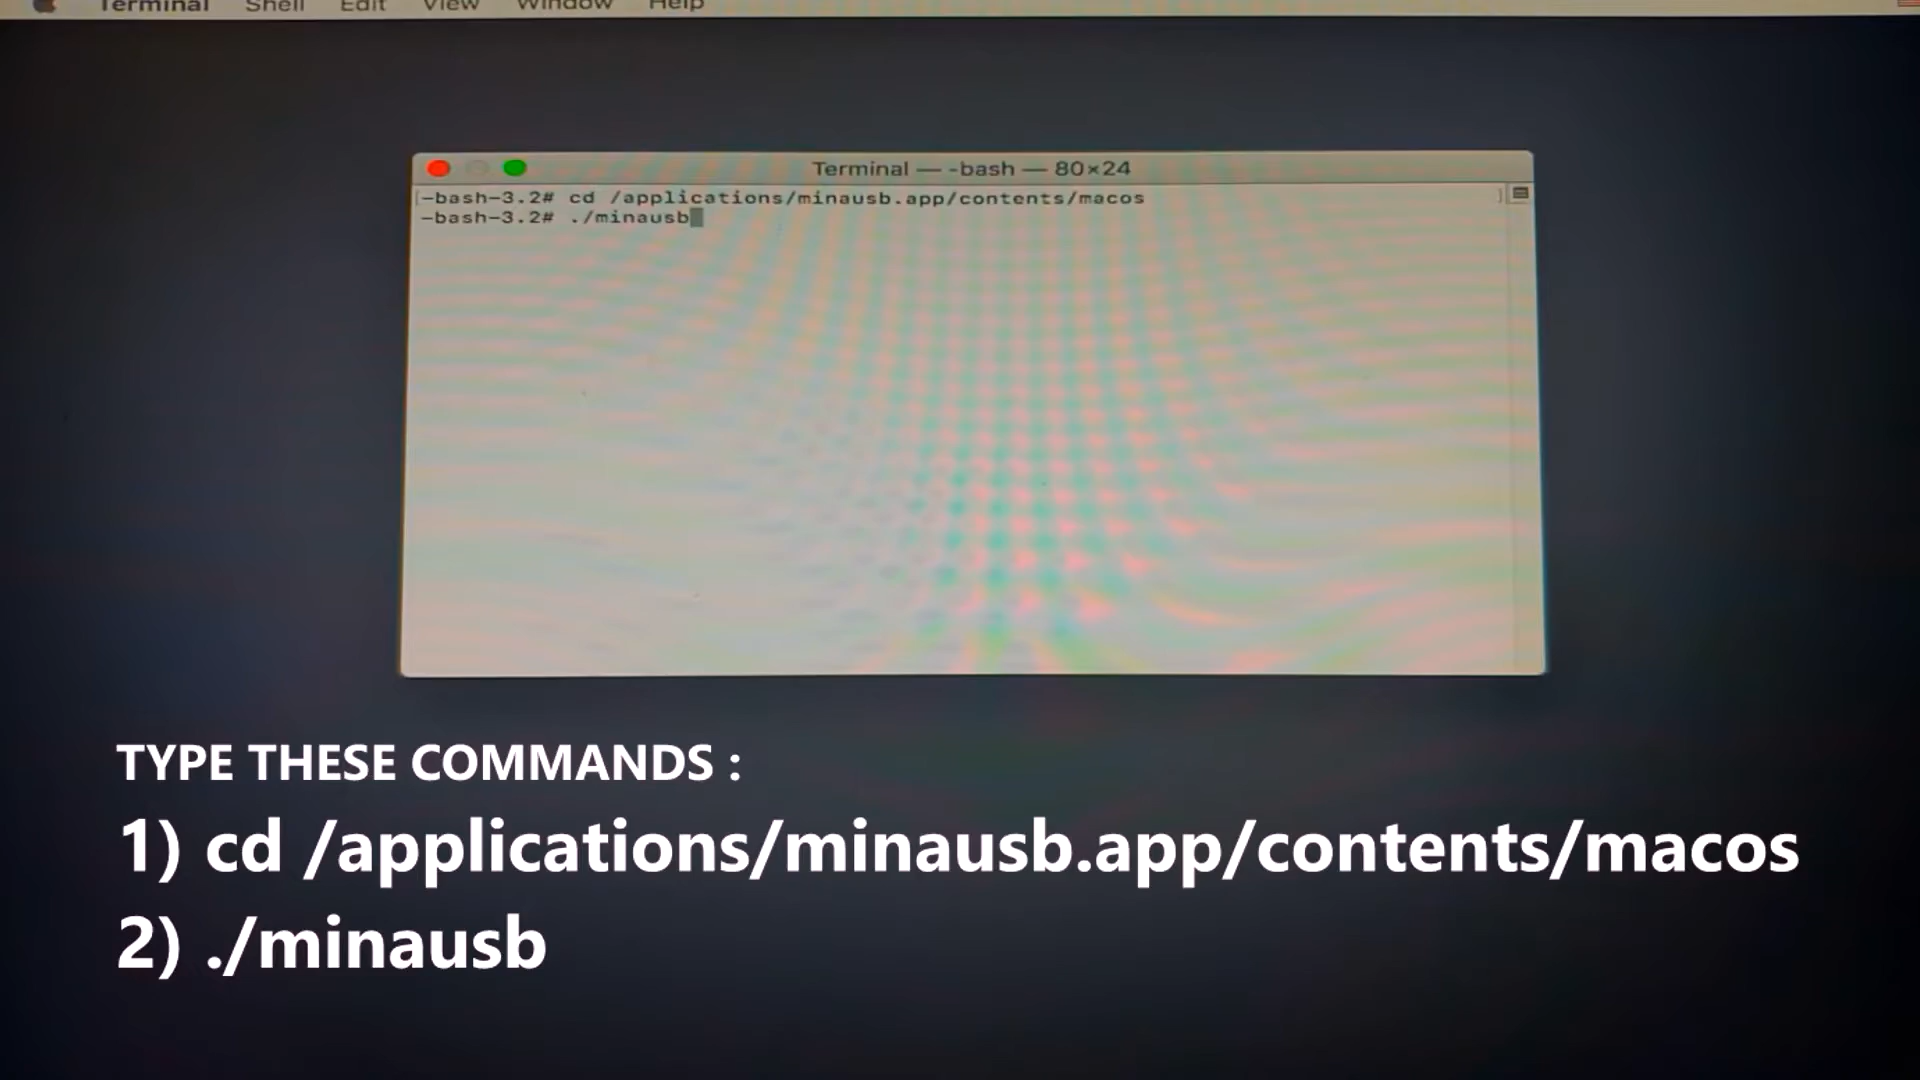 Terminal Shell Edit View Window Help
Terminal — -bash — 80×24
-bash-3.2# cd /applications/minausb.app/contents/macos
-bash-3.2# ./minausb
TYPE THESE COMMANDS :
1) cd /applications/minausb.app/contents/macos
2) ./minausb